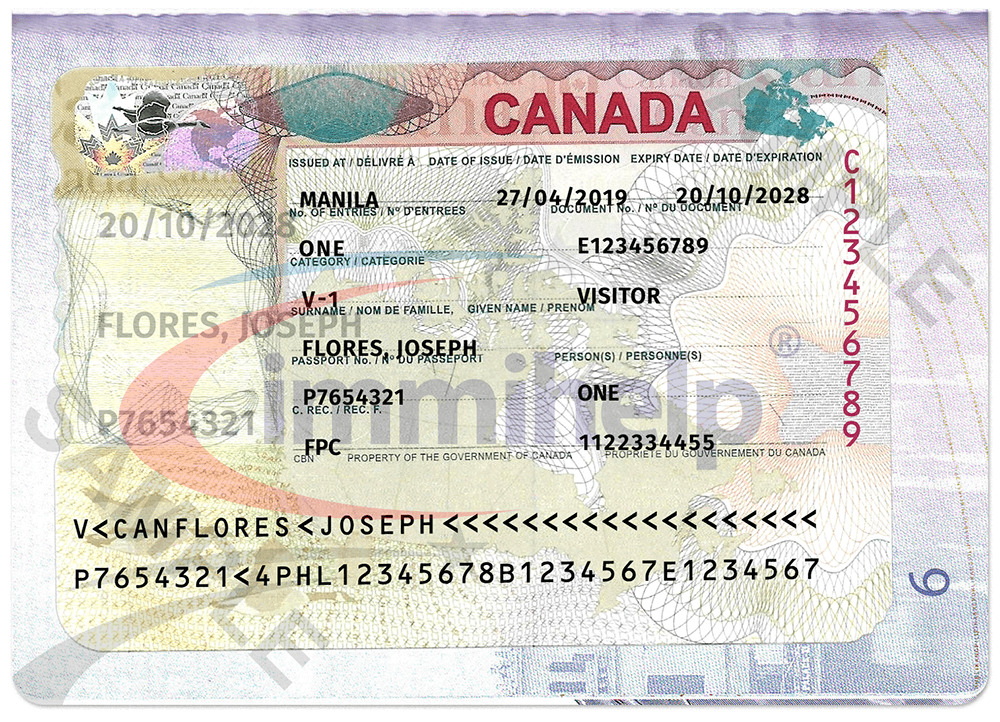 CANADA
ISSUED AT / DÉLIVRÉ À DATE OF ISSUE / DATE D'ÉMISSION EXPIRY DATE / DATE D'EXPIRATION
MANILA 27/04/2019 20/10/2028
No. OF ENTRIES / Nº D'ENTREES DOCUMENT No. / Nº DU DOCUMENT
20/10/2028
ONE E123456789
CATEGORY / CATEGORIE
V-1 VISITOR
SURNAME / NOM DE FAMILLE, GIVEN NAME / PRENOM
FLORES, JOSEPH
FLORES, JOSEPH
PASSPORT No. / Nº DU PASSEPORT PERSON(S) / PERSONNE(S)
P7654321 ONE
C. REC. / REC. F.
P7654321
immihelp®
FPC 1122334455
CBN PROPERTY OF THE GOVERNMENT OF CANADA PROPRIÉTÉ DU GOUVERNEMENT DU CANADA
C123456789
V<CANFLORES<JOSEPH<<<<<<<<<<<<<<<<<<<
P7654321<4PHL12345678B1234567E1234567
6
SAMPLE
SAMPLE